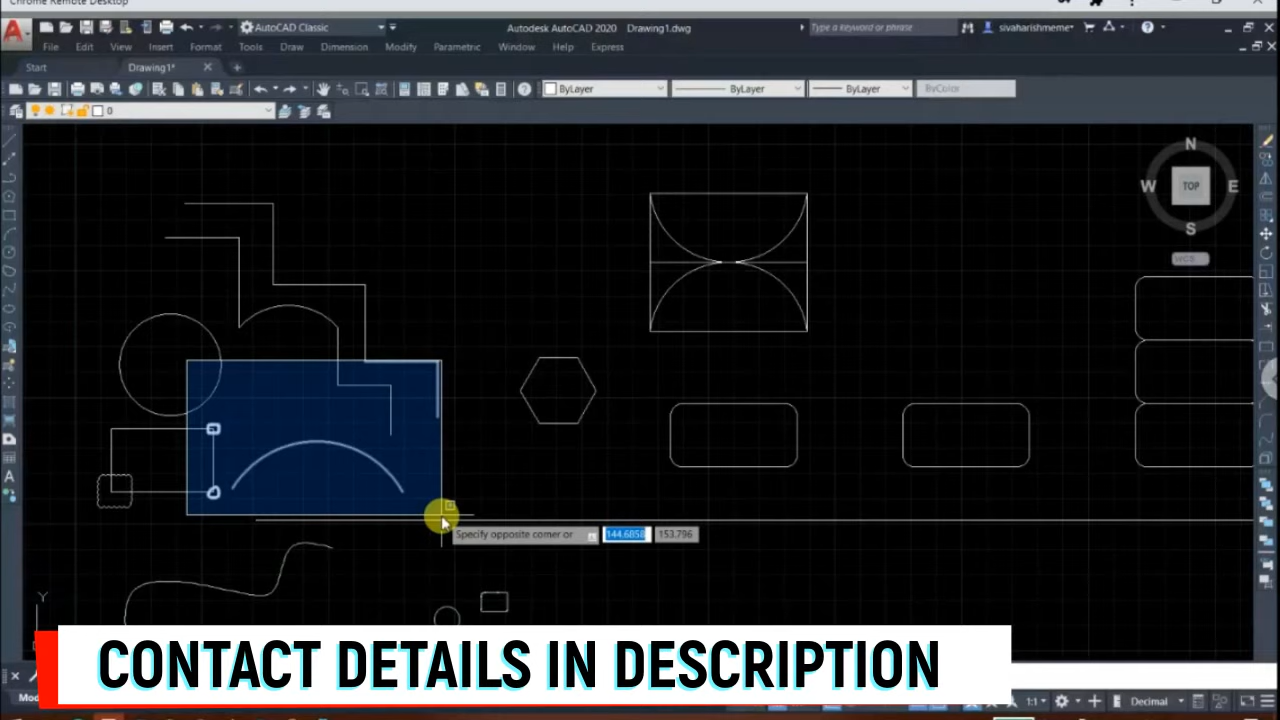 Chrome Remote Desktop
A
AutoCAD Classic
Autodesk AutoCAD 2020 Drawing1.dwg
Type a keyword or phrase
sivaharishmeme
File Edit View Insert Format Tools Draw Dimension Modify Parametric Window Help Express
Start
Drawing1*
ByLayer
ByLayer
ByLayer
ByColor
0
N
W
TOP
E
S
WCS
A
Specify opposite corner or
144.6858
153.796
Y
CONTACT DETAILS IN DESCRIPTION
1:1
Decimal